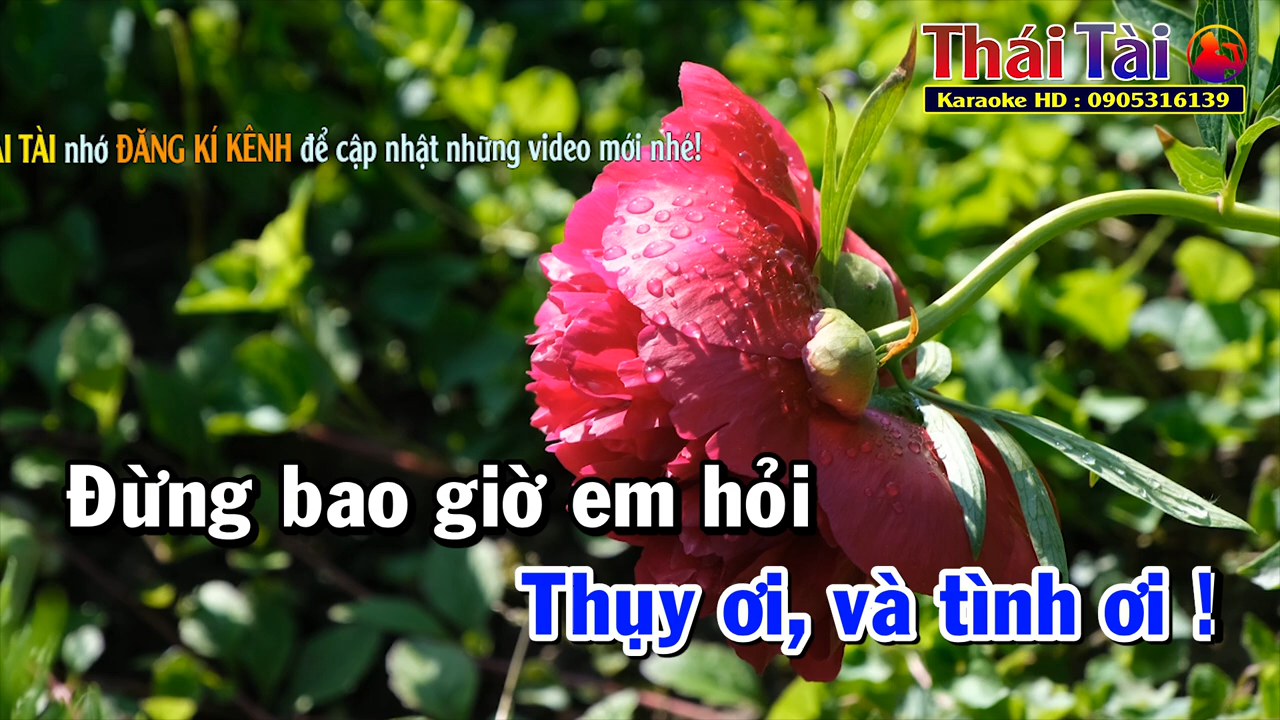 Thái Tài
Karaoke HD : 0905316139
TÀI nhớ ĐĂNG KÍ KÊNH để cập nhật những video mới nhé!
Đừng bao giờ em hỏi
Thụy ơi, và tình ơi !